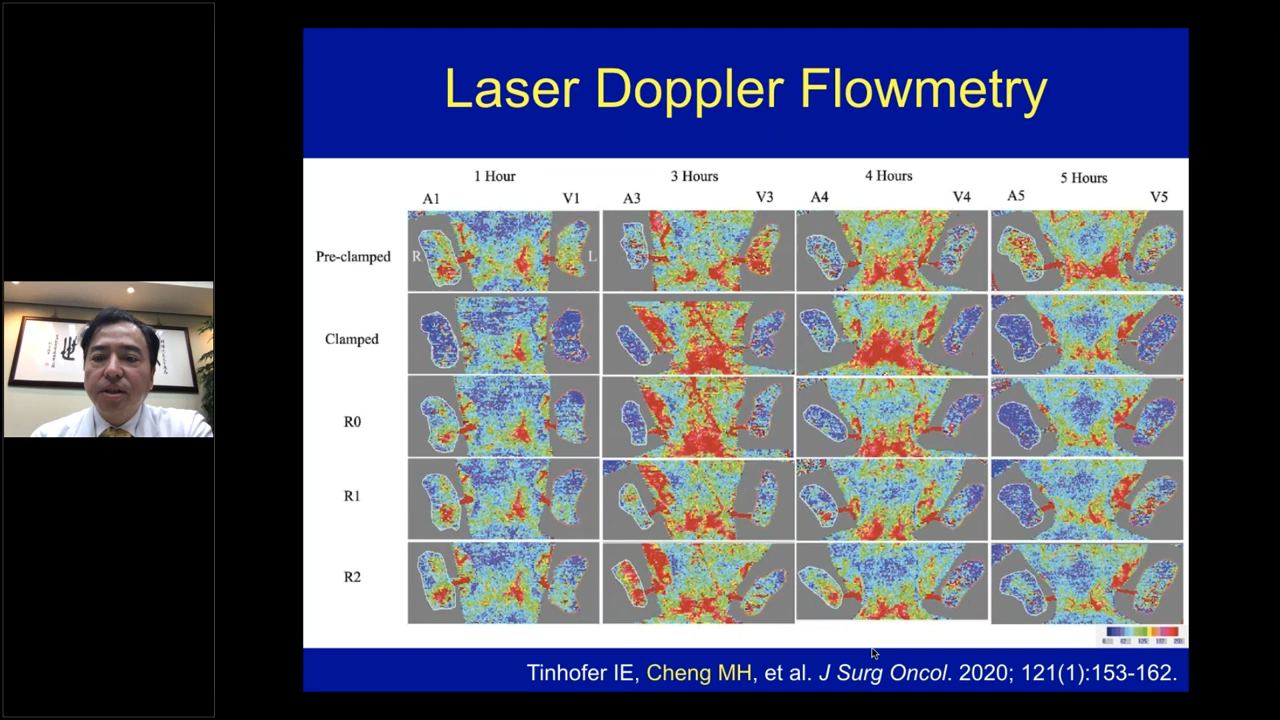 Laser Doppler Flowmetry
1 Hour 3 Hours 4 Hours 5 Hours
A1 V1 A3 V3 A4 V4 A5 V5
Pre-clamped
R L
Clamped
R0
R1
R2
Tinhofer IE, Cheng MH, et al. J Surg Oncol. 2020; 121(1):153-162.